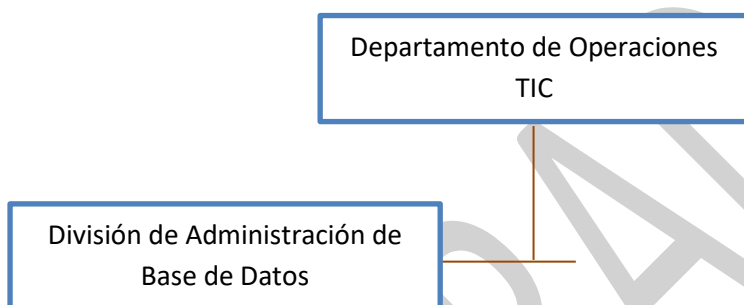 Departamento de Operaciones
TIC
División de Administración de
Base de Datos